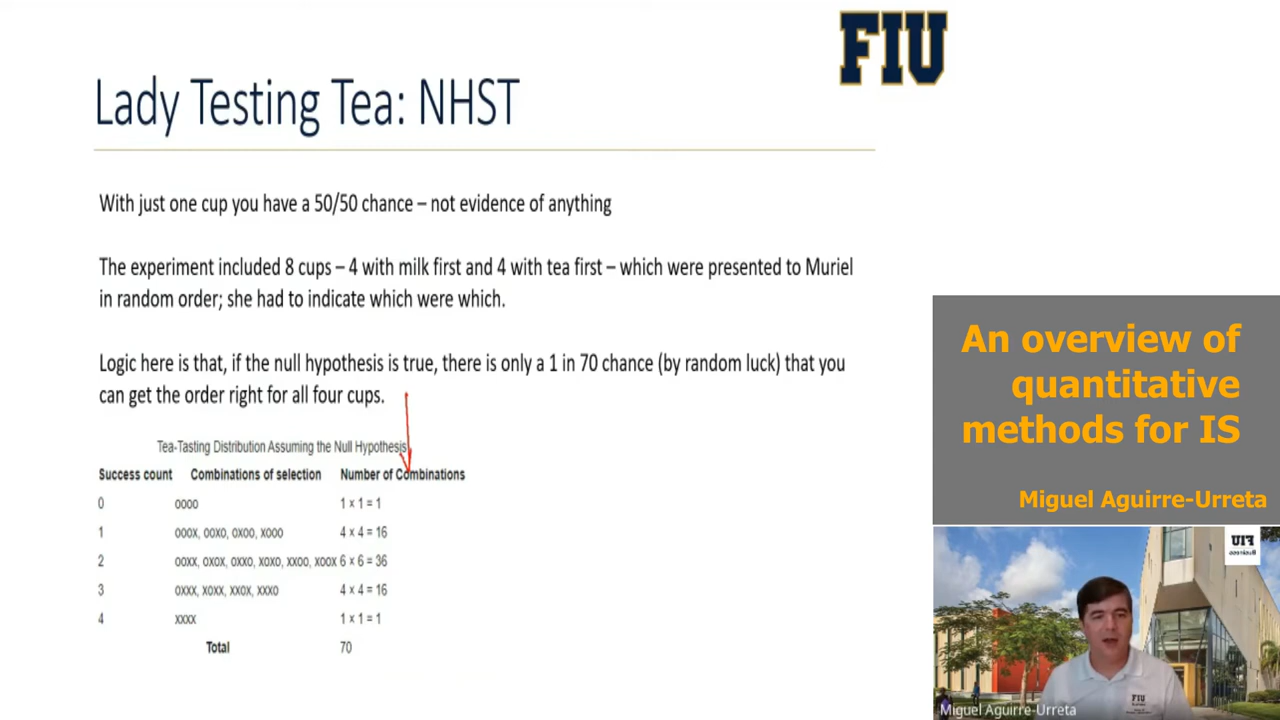 FIU
Lady Testing Tea: NHST
With just one cup you have a 50/50 chance – not evidence of anything
The experiment included 8 cups – 4 with milk first and 4 with tea first – which were presented to Muriel
in random order; she had to indicate which were which.
Logic here is that, if the null hypothesis is true, there is only a 1 in 70 chance (by random luck) that you
can get the order right for all four cups.
Tea-Tasting Distribution Assuming the Null Hypothesis
Success count Combinations of selection Number of Combinations
0 oooo 1 x 1 = 1
1 ooox, ooxo, oxoo, xooo 4 x 4 = 16
2 ooxx, oxox, oxxo, xoxo, xxoo, xoox 6 x 6 = 36
3 oxxx, xoxx, xxox, xxxo 4 x 4 = 16
4 xxxx 1 x 1 = 1
Total 70
An overview of
quantitative
methods for IS
Miguel Aguirre-Urreta
FIU
Business
FIU
Miguel Aguirre-Urreta